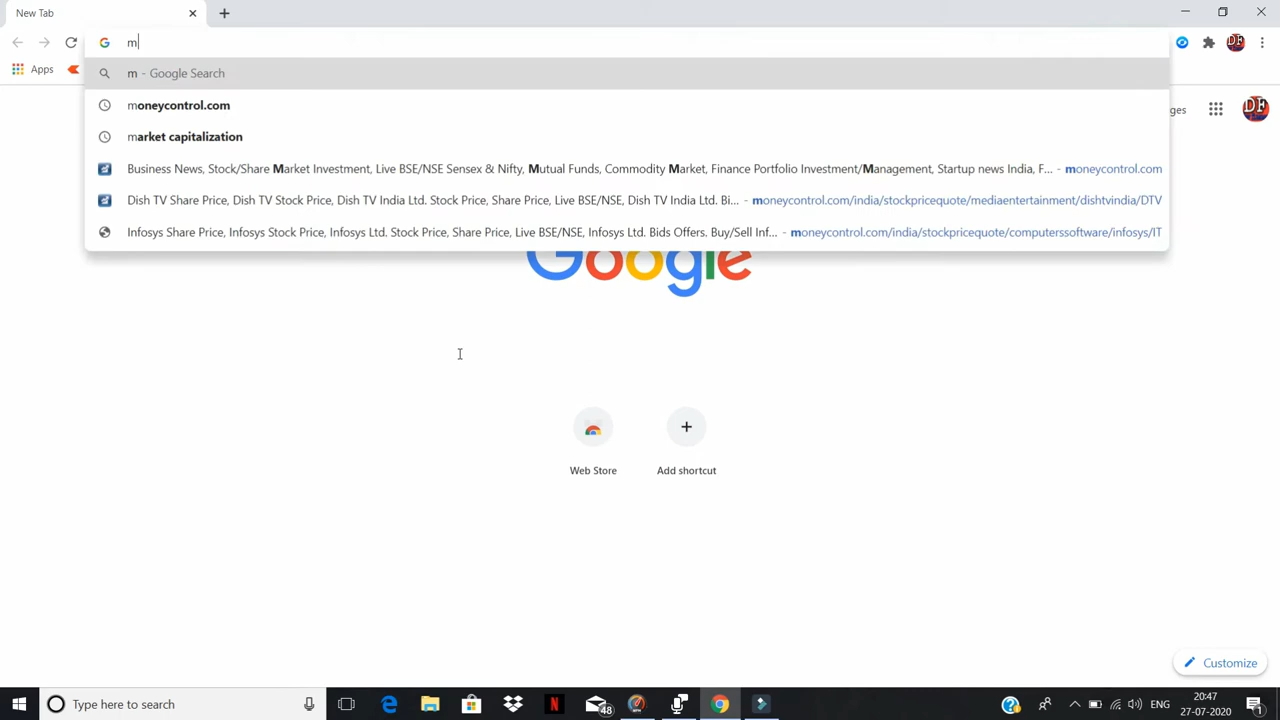 New Tab
m
Apps
m - Google Search
moneycontrol.com
market capitalization
Business News, Stock/Share Market Investment, Live BSE/NSE Sensex & Nifty, Mutual Funds, Commodity Market, Finance Portfolio Investment/Management, Startup news India, F... - moneycontrol.com
Dish TV Share Price, Dish TV Stock Price, Dish TV India Ltd. Stock Price, Share Price, Live BSE/NSE, Dish TV India Ltd. Bi... - moneycontrol.com/india/stockpricequote/mediaentertainment/dishtvindia/DTV
Infosys Share Price, Infosys Stock Price, Infosys Ltd. Stock Price, Share Price, Live BSE/NSE, Infosys Ltd. Bids Offers. Buy/Sell Inf... - moneycontrol.com/india/stockpricequote/computerssoftware/infosys/IT
ges
DF
DF
Google
Web Store
Add shortcut
Customize
Type here to search
N
48
ENG
20:47
27-07-2020
1